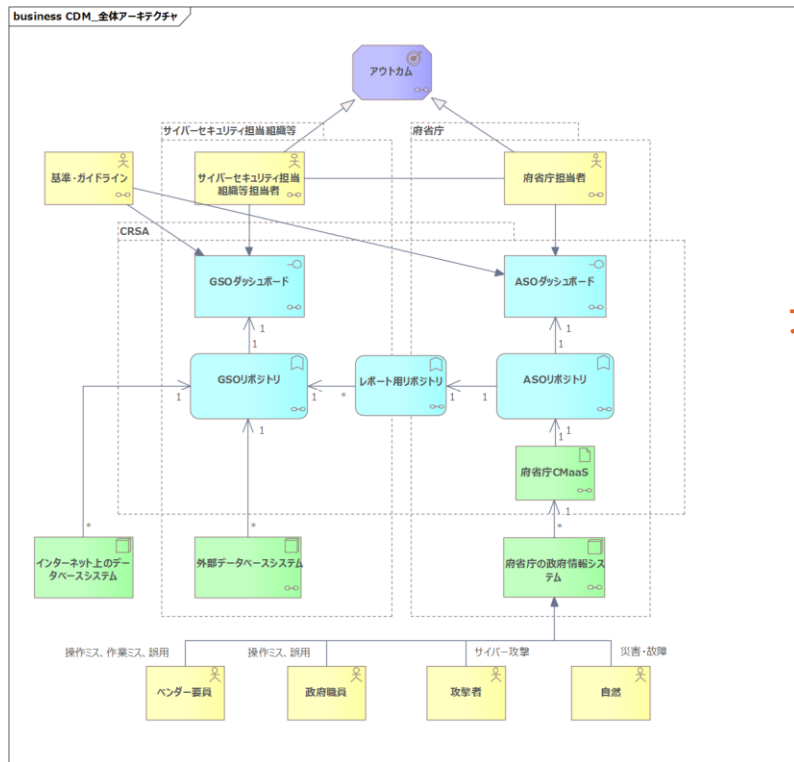 business CDM_全体アーキテクチャ
アウトカム
サイバーセキュリティ担当組織等
府省庁
基準・ガイドライン
サイバーセキュリティ担当
組織等担当者
府省庁担当者
CRSA
GSOダッシュボード
ASOダッシュボード
1
1
1
1
GSOリポジトリ
レポート用リポジトリ
ASOリポジトリ
1
1
*
1
1
1
1
1
府省庁CMaaS
1
*
*
*
インターネット上のデー
タベースシステム
外部データベースシステム
府省庁の政府情報シス
テム
操作ミス、作業ミス、誤用
操作ミス、誤用
サイバー攻撃
災害・故障
ベンダー要員
政府職員
攻撃者
自然